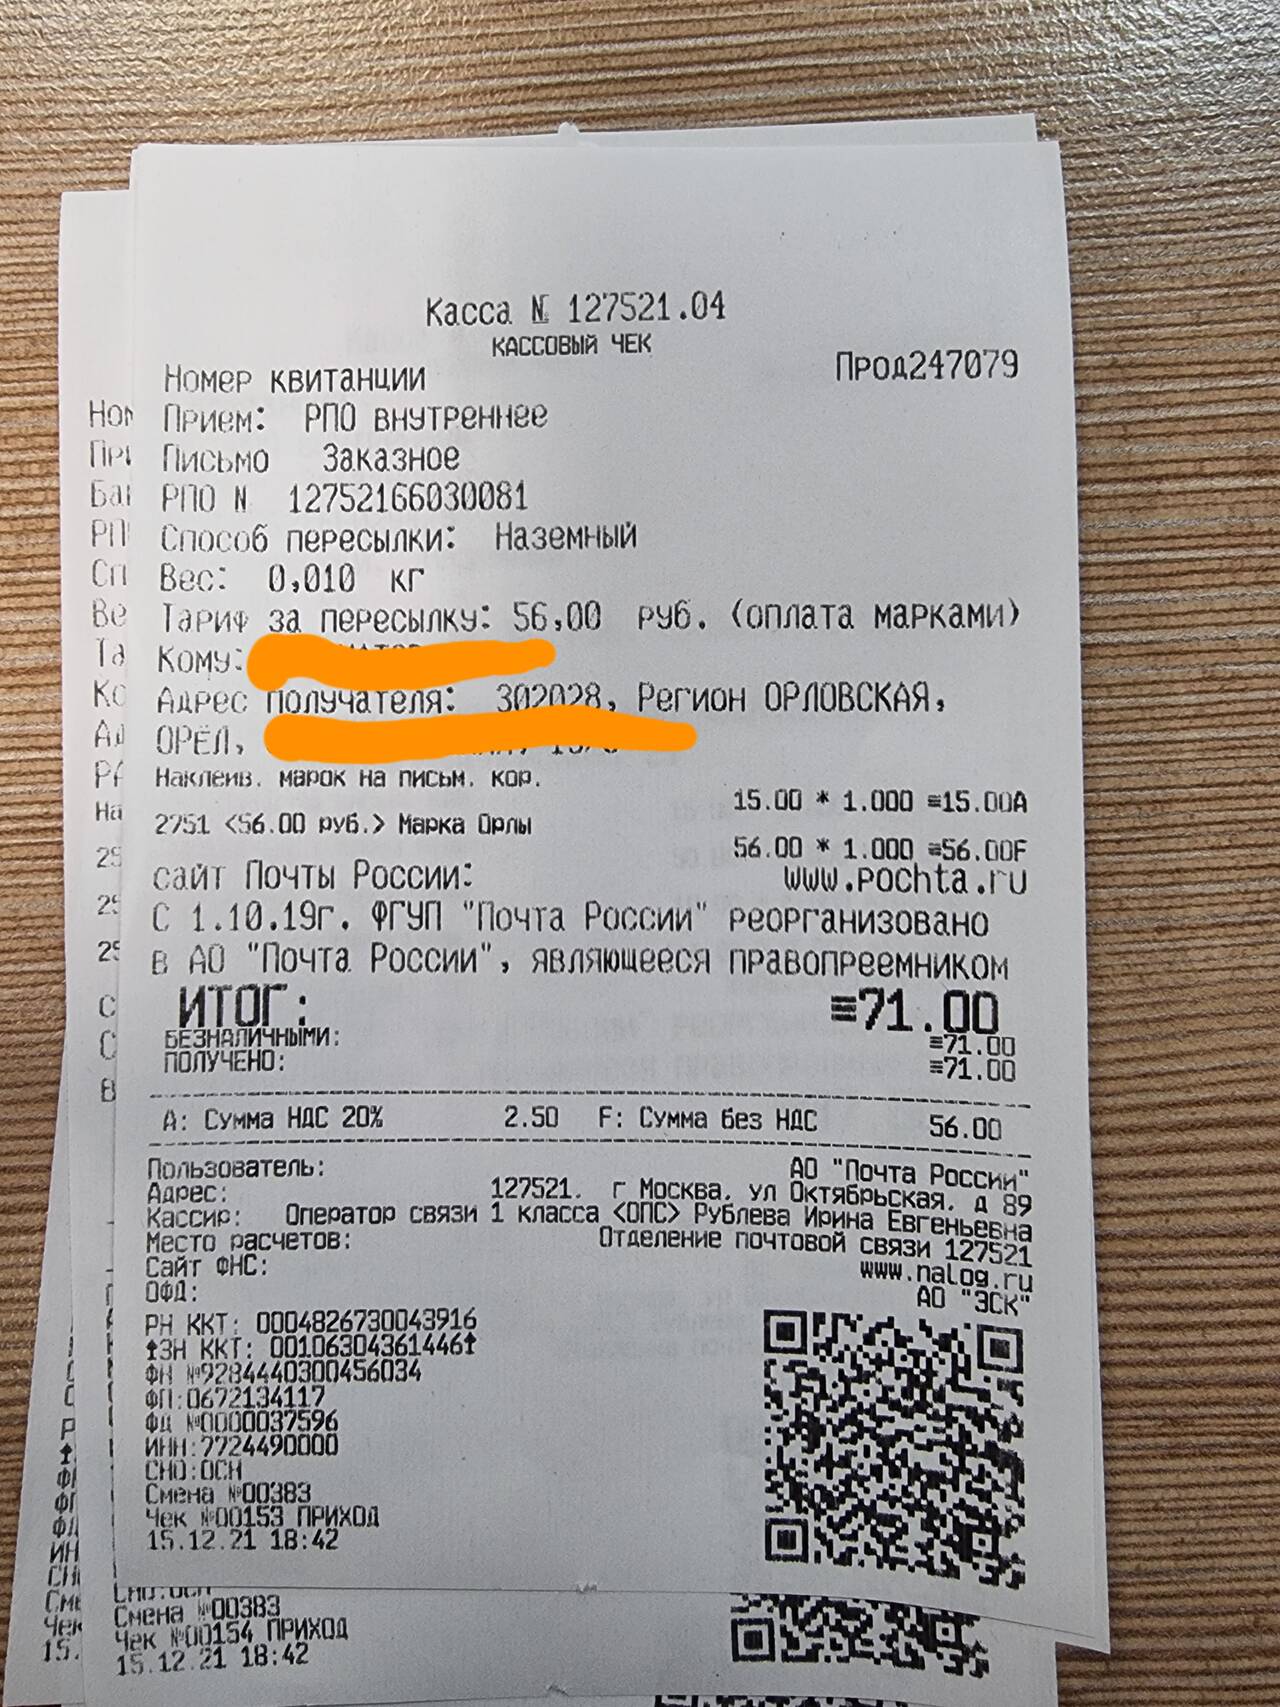 Касса № 127521.04
КАССОВЫЙ ЧЕК
Номер квитанции Прод247079
Прием: РПО внутреннее
Письмо Заказное
РПО N 12752166030081
Способ пересылки: Наземный
Вес: 0,010 кг
Тариф за пересылку: 56,00 руб. (оплата марками)
Кому:
Адрес получателя: 302028, Регион ОРЛОВСКАЯ,
ОРЁЛ,
Наклеив. марок на письм. кор.
15.00 * 1.000 ≡15.00А
2751 <56.00 руб.> Марка Орлы
56.00 * 1.000 ≡56.00F
сайт Почты России: www.pochta.ru
С 1.10.19г. ФГУП "Почта России" реорганизовано
в АО "Почта России", являющееся правопреемником
ИТОГ: ≡71.00
БЕЗНАЛИЧНЫМИ: ≡71.00
ПОЛУЧЕНО: ≡71.00
А: Сумма НДС 20% 2.50 F: Сумма без НДС 56.00
Пользователь: АО "Почта России"
Адрес: 127521, г Москва, ул Октябрьская, д 89
Кассир: Оператор связи 1 класса <ОПС> Рублева Ирина Евгеньевна
Место расчетов: Отделение почтовой связи 127521
Сайт ФНС: www.nalog.ru
ОФД: АО "ЭСК"
РН ККТ: 0004826730043916
↑ЗН ККТ: 00106304361446↑
ФН №9284440300456034
ФП:0672134117
ФД №0000037596
ИНН:7724490000
СНО:ОСН
Смена №00383
Чек №00153 ПРИХОД
15.12.21 18:42
СНО:ОСН
Смена №00383
Чек №00154 ПРИХОД
15.12.21 18:42